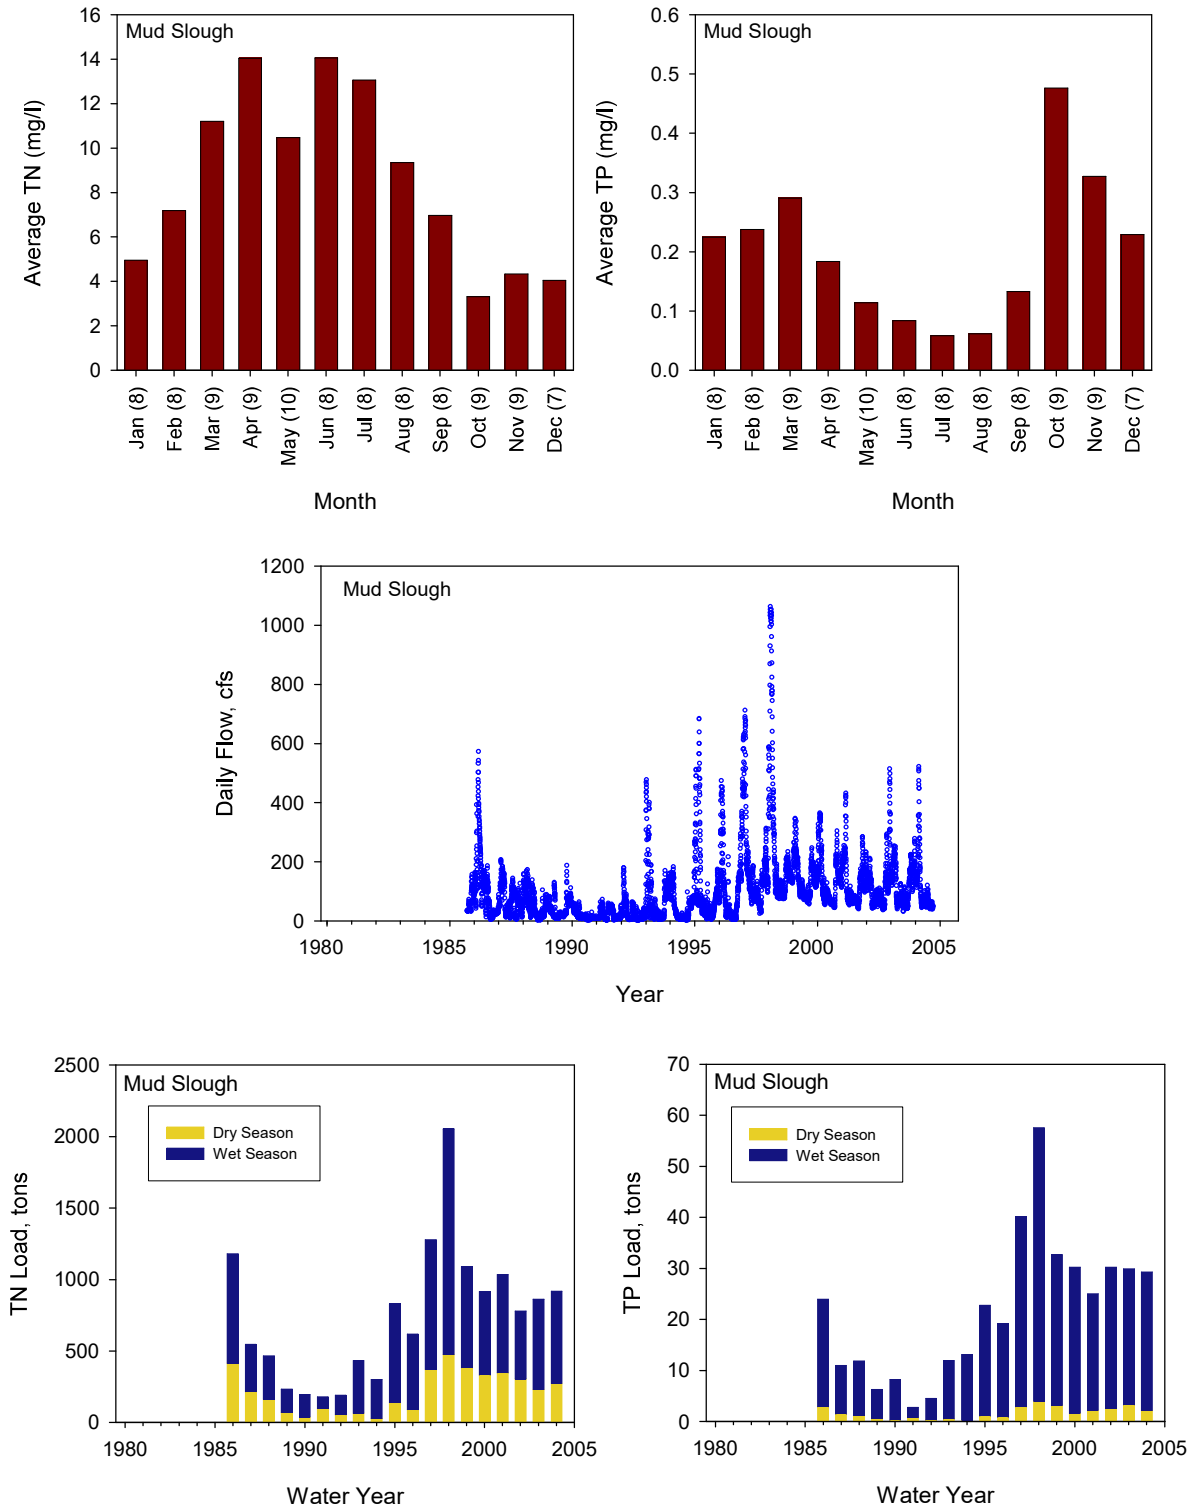 Mud Slough
Average TN (mg/l)
16
14
12
10
8
6
4
2
0
Jan (8)
Feb (8)
Mar (9)
Apr (9)
May (10)
Jun (8)
Jul (8)
Aug (8)
Sep (8)
Oct (9)
Nov (9)
Dec (7)
Month
Mud Slough
Average TP (mg/l)
0.6
0.5
0.4
0.3
0.2
0.1
0.0
Jan (8)
Feb (8)
Mar (9)
Apr (9)
May (10)
Jun (8)
Jul (8)
Aug (8)
Sep (8)
Oct (9)
Nov (9)
Dec (7)
Month
Mud Slough
Daily Flow, cfs
1200
1000
800
600
400
200
0
1980 1985 1990 1995 2000 2005
Year
Mud Slough
Dry Season
Wet Season
TN Load, tons
2500
2000
1500
1000
500
0
1980 1985 1990 1995 2000 2005
Water Year
Mud Slough
Dry Season
Wet Season
TP Load, tons
70
60
50
40
30
20
10
0
1980 1985 1990 1995 2000 2005
Water Year